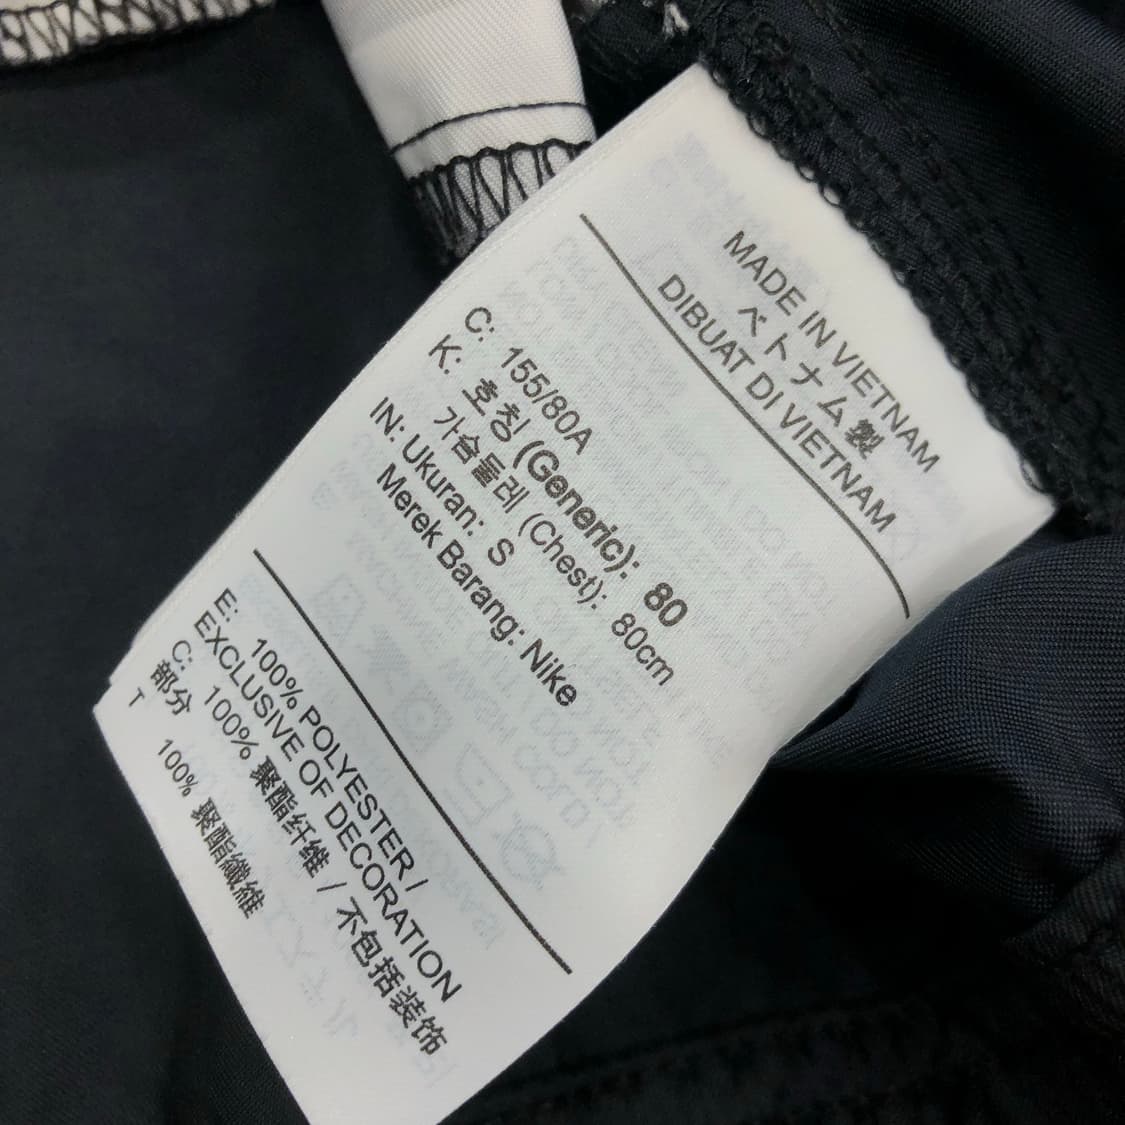 MADE IN VIETNAM
ベトナム製
DIBUAT DI VIETNAM
C: 155/80A
K: 호칭 (Generic): 80
가슴둘레 (Chest): 80cm
IN: Ukuran: S
Merek Barang: Nike
E: 100% POLYESTER /
EXCLUSIVE OF DECORATION
C: 100% 聚酯纤维 / 不包括装饰
部分
T 100% 聚酯纖維